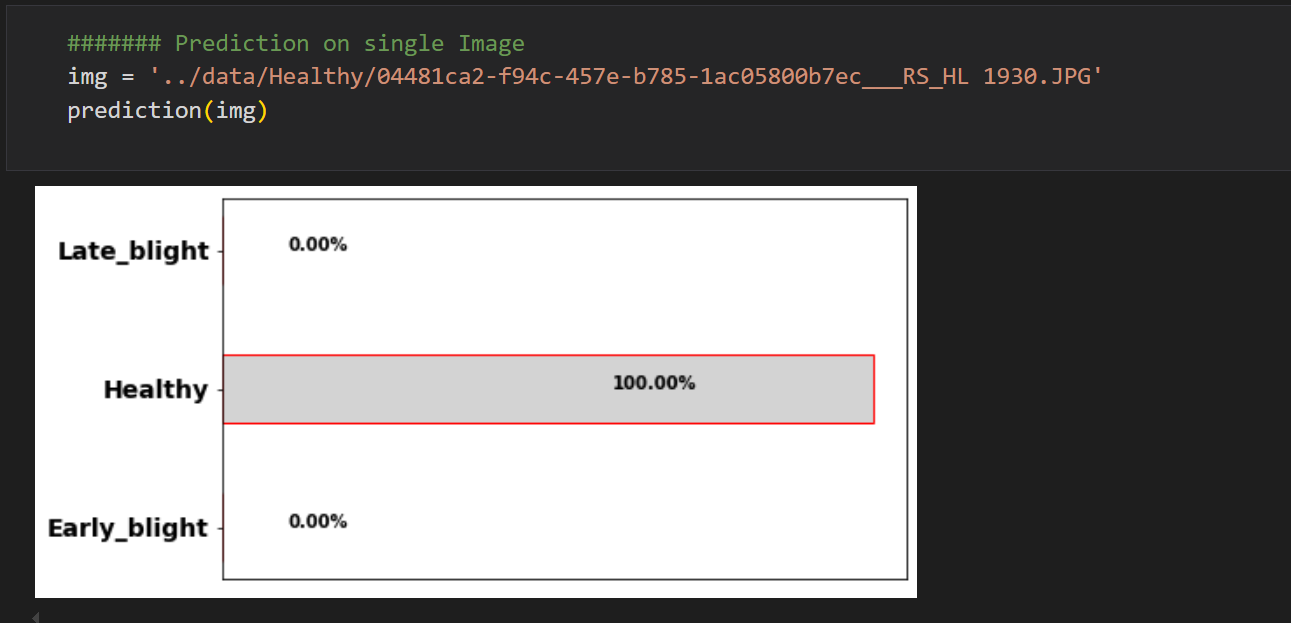 ####### Prediction on single Image
img = '../data/Healthy/04481ca2-f94c-457e-b785-1ac05800b7ec___RS_HL 1930.JPG'
prediction(img)
Late_blight 0.00%
Healthy 100.00%
Early_blight 0.00%